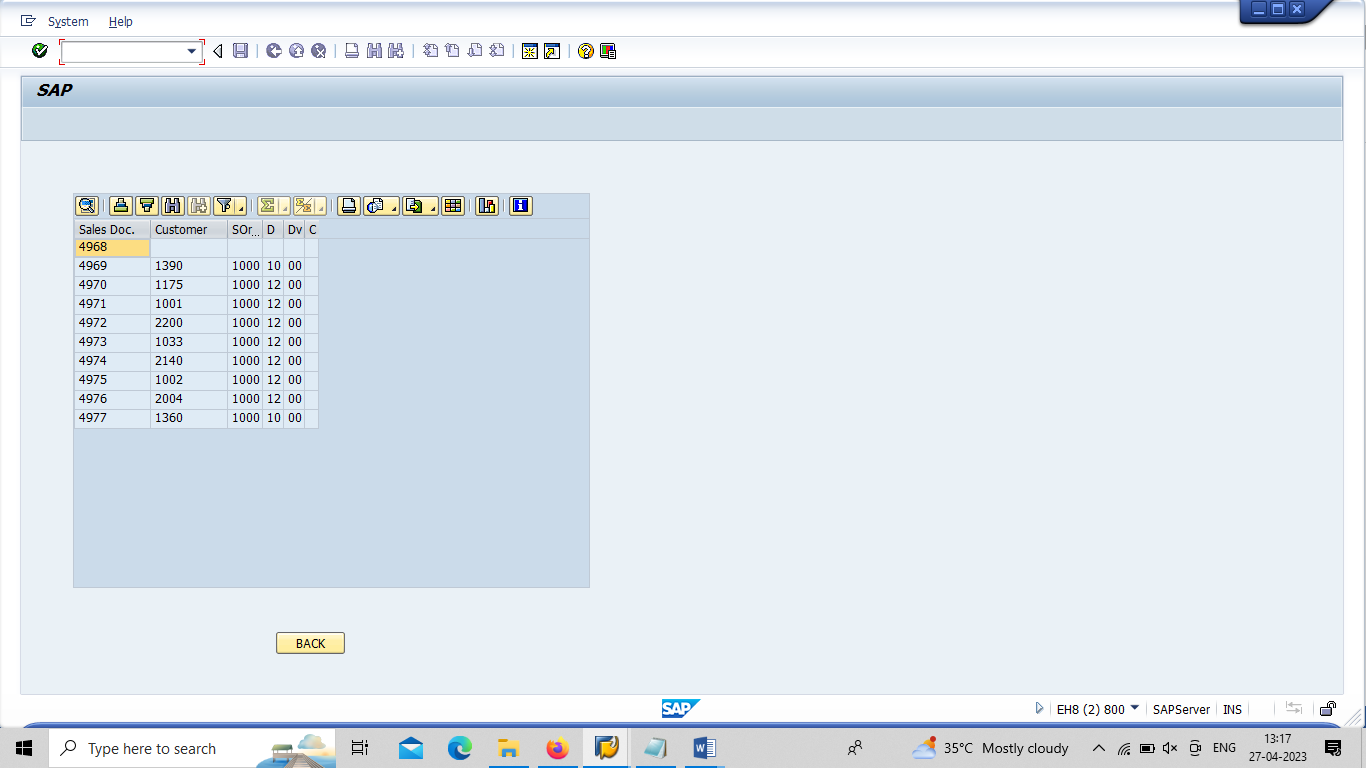 System Help
SAP
Sales Doc. Customer SOr... D Dv C
4968
4969 1390 1000 10 00
4970 1175 1000 12 00
4971 1001 1000 12 00
4972 2200 1000 12 00
4973 1033 1000 12 00
4974 2140 1000 12 00
4975 1002 1000 12 00
4976 2004 1000 12 00
4977 1360 1000 10 00
BACK
SAP
EH8 (2) 800 SAPServer INS
Type here to search
35°C Mostly cloudy
ENG
13:17
27-04-2023